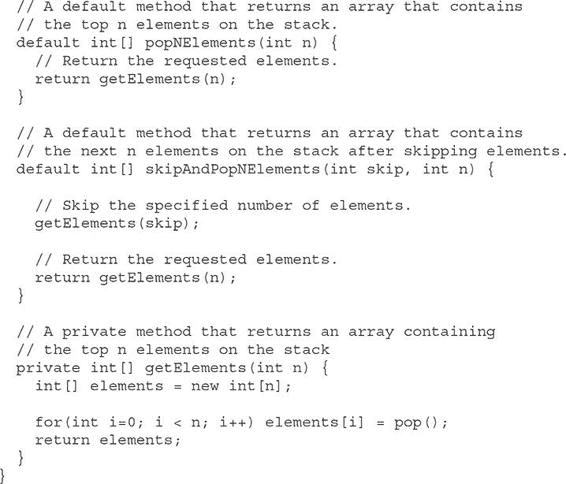 // A default method that returns an array that contains
// the top n elements on the stack.
default int[] popNElements(int n) {
// Return the requested elements.
return getElements(n);
}
// A default method that returns an array that contains
// the next n elements on the stack after skipping elements.
default int[] skipAndPopNElements(int skip, int n) {
// Skip the specified number of elements.
getElements(skip);
// Return the requested elements.
return getElements(n);
}
// A private method that returns an array containing
// the top n elements on the stack
private int[] getElements(int n) {
int[] elements = new int[n];
for(int i=0; i < n; i++) elements[i] = pop();
return elements;
}
}